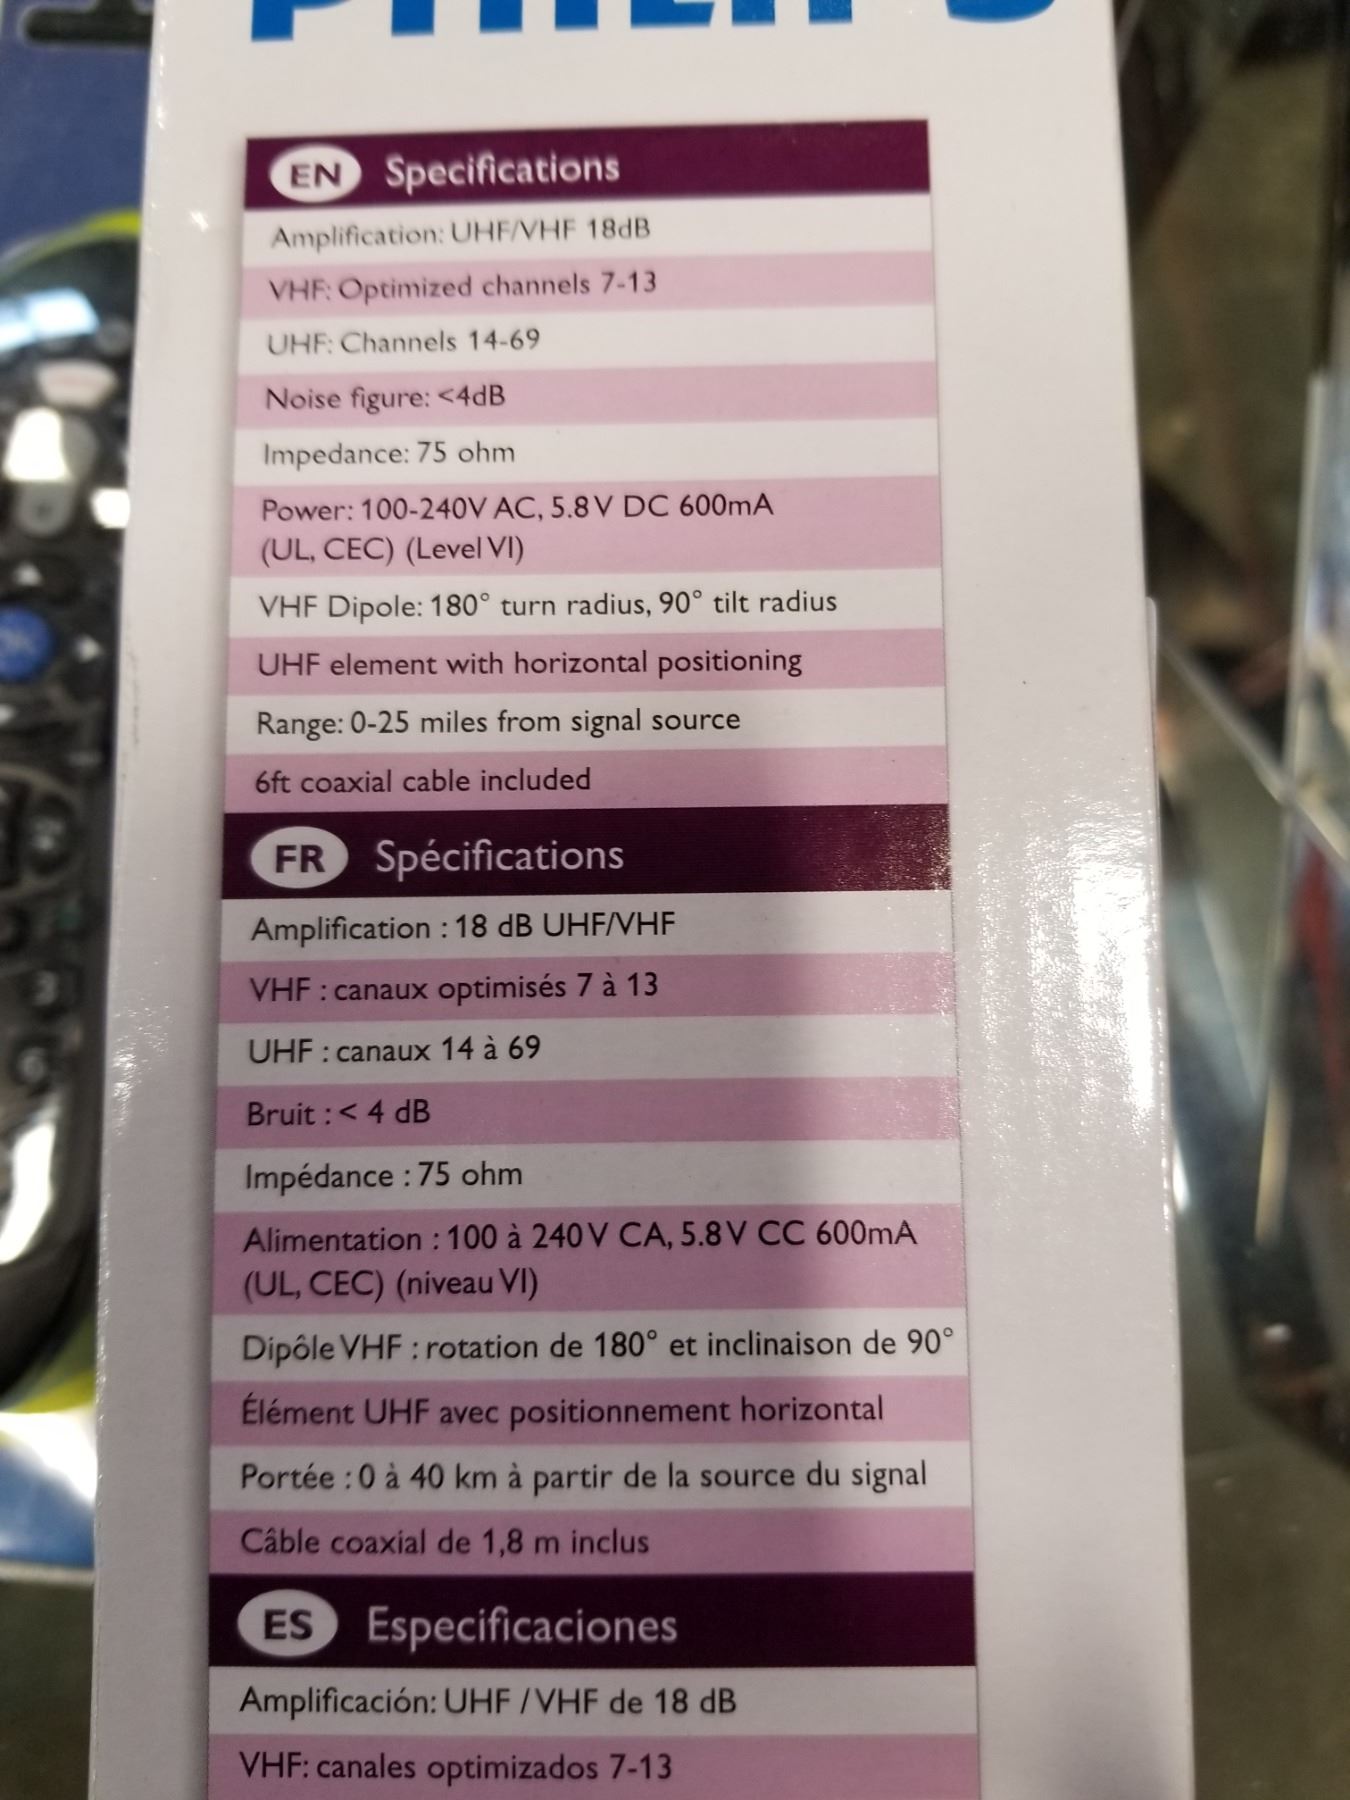 PHILIPS
EN Specifications
Amplification: UHF/VHF 18dB
VHF: Optimized channels 7-13
UHF: Channels 14-69
Noise figure: <4dB
Impedance: 75 ohm
Power: 100-240V AC, 5.8V DC 600mA
(UL, CEC) (Level VI)
VHF Dipole: 180° turn radius, 90° tilt radius
UHF element with horizontal positioning
Range: 0-25 miles from signal source
6ft coaxial cable included
FR Spécifications
Amplification : 18 dB UHF/VHF
VHF : canaux optimisés 7 à 13
UHF : canaux 14 à 69
Bruit : < 4 dB
Impédance : 75 ohm
Alimentation : 100 à 240V CA, 5.8V CC 600mA
(UL, CEC) (niveau VI)
Dipôle VHF : rotation de 180° et inclinaison de 90°
Élément UHF avec positionnement horizontal
Portée : 0 à 40 km à partir de la source du signal
Câble coaxial de 1,8 m inclus
ES Especificaciones
Amplificación: UHF / VHF de 18 dB
VHF: canales optimizados 7-13
3
6